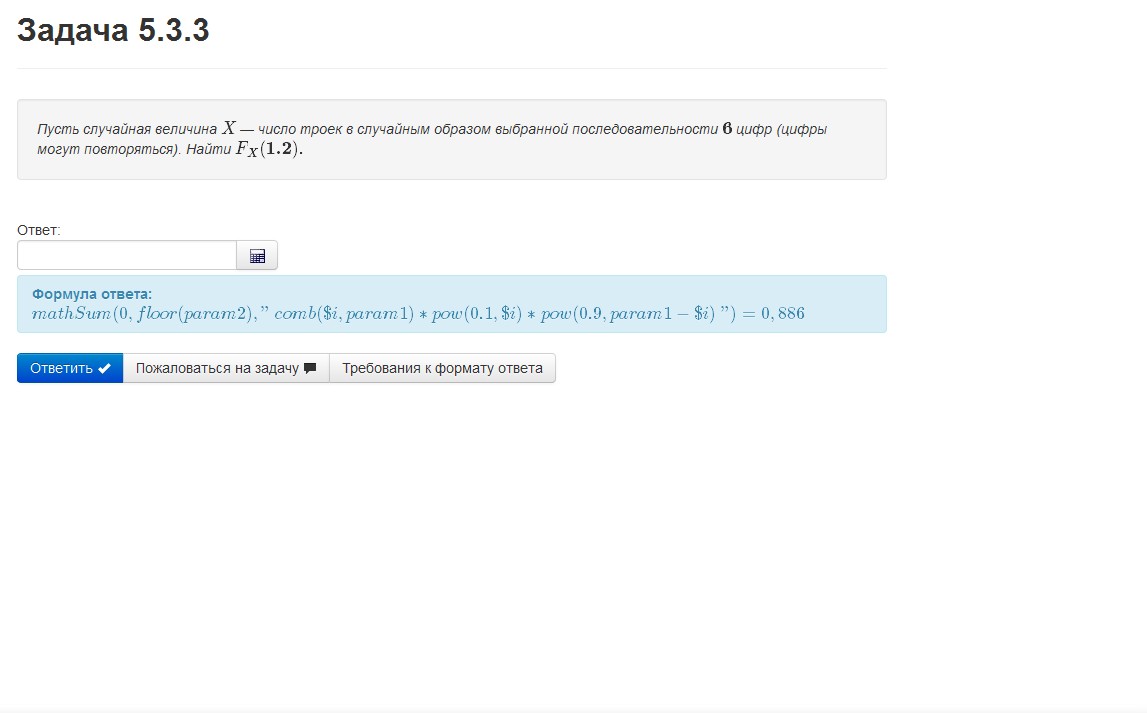 Задача 5.3.3
Пусть случайная величина X — число троек в случайным образом выбранной последовательности 6 цифр (цифры
могут повторяться). Найти F_X(1.2).
Ответ:
Формула ответа:
mathSum(0, floor(param2), " comb($i, param1) * pow(0.1, $i) * pow(0.9, param1 − $i) ") = 0, 886
Ответить Пожаловаться на задачу Требования к формату ответа